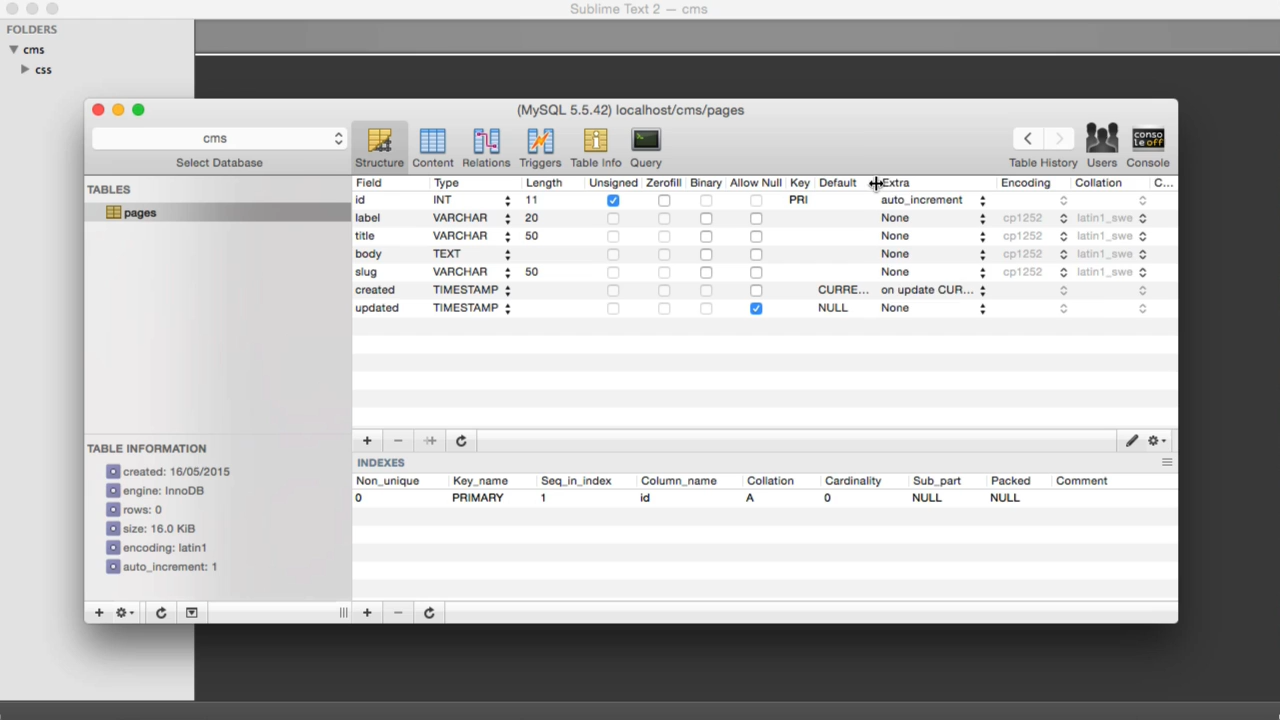 Sublime Text 2 — cms
FOLDERS
cms
css
(MySQL 5.5.42) localhost/cms/pages
cms
Select Database
Structure Content Relations Triggers Table Info Query
Table History Users Console
conso
leoff
TABLES
pages
Field Type Length Unsigned Zerofill Binary Allow Null Key Default Extra Encoding Collation C...
id INT 11 PRI auto_increment
label VARCHAR 20 None cp1252 latin1_swe
title VARCHAR 50 None cp1252 latin1_swe
body TEXT None cp1252 latin1_swe
slug VARCHAR 50 None cp1252 latin1_swe
created TIMESTAMP CURRE... on update CUR...
updated TIMESTAMP NULL None
TABLE INFORMATION
created: 16/05/2015
engine: InnoDB
rows: 0
size: 16.0 KiB
encoding: latin1
auto_increment: 1
INDEXES
Non_unique Key_name Seq_in_index Column_name Collation Cardinality Sub_part Packed Comment
0 PRIMARY 1 id A 0 NULL NULL